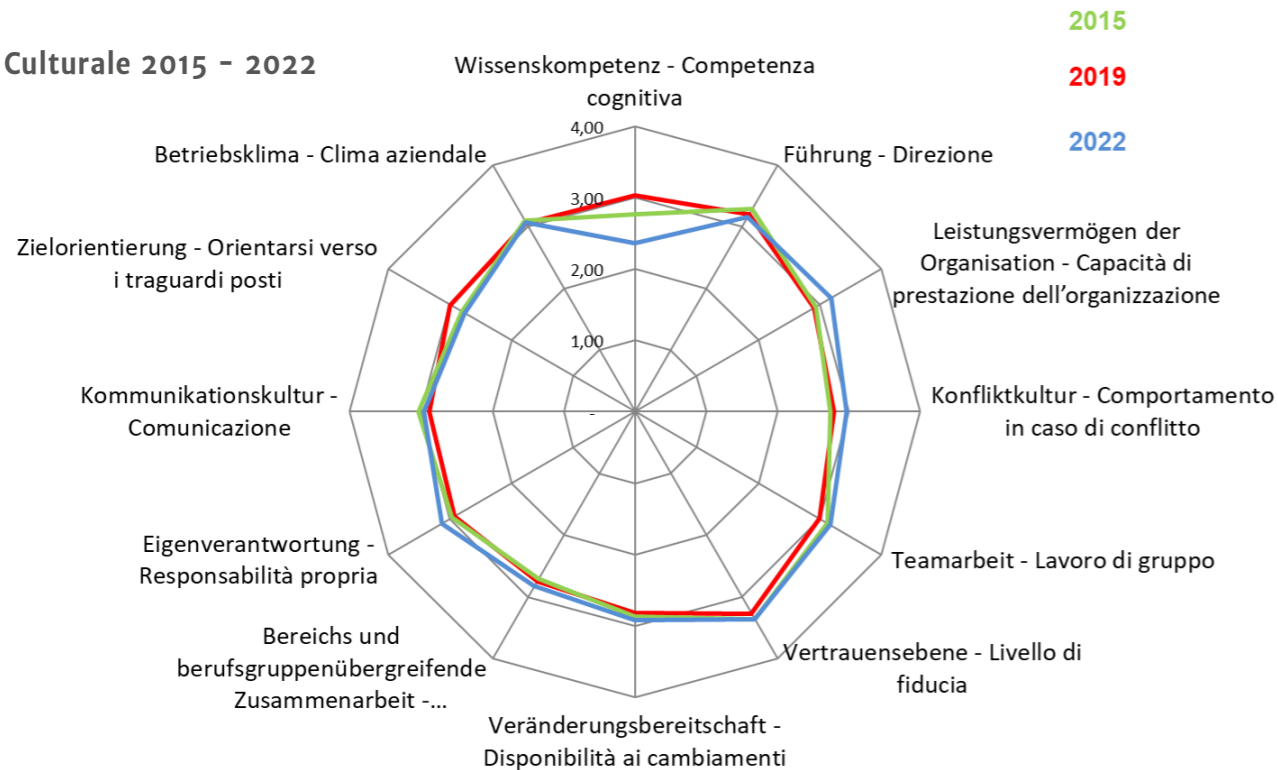 2015
Culturale 2015 - 2022
2019
2022
Wissenskompetenz - Competenza
cognitiva
4,00
3,00
2,00
1,00
-
Führung - Direzione
Leistungsvermögen der
Organisation - Capacità di
prestazione dell'organizzazione
Konfliktkultur - Comportamento
in caso di conflitto
Teamarbeit - Lavoro di gruppo
Vertrauensebene - Livello di
fiducia
Veränderungsbereitschaft -
Disponibilità ai cambiamenti
Bereichs und
berufsgruppenübergreifende
Zusammenarbeit -...
Eigenverantwortung -
Responsabilità propria
Kommunikationskultur -
Comunicazione
Zielorientierung - Orientarsi verso
i traguardi posti
Betriebsklima - Clima aziendale